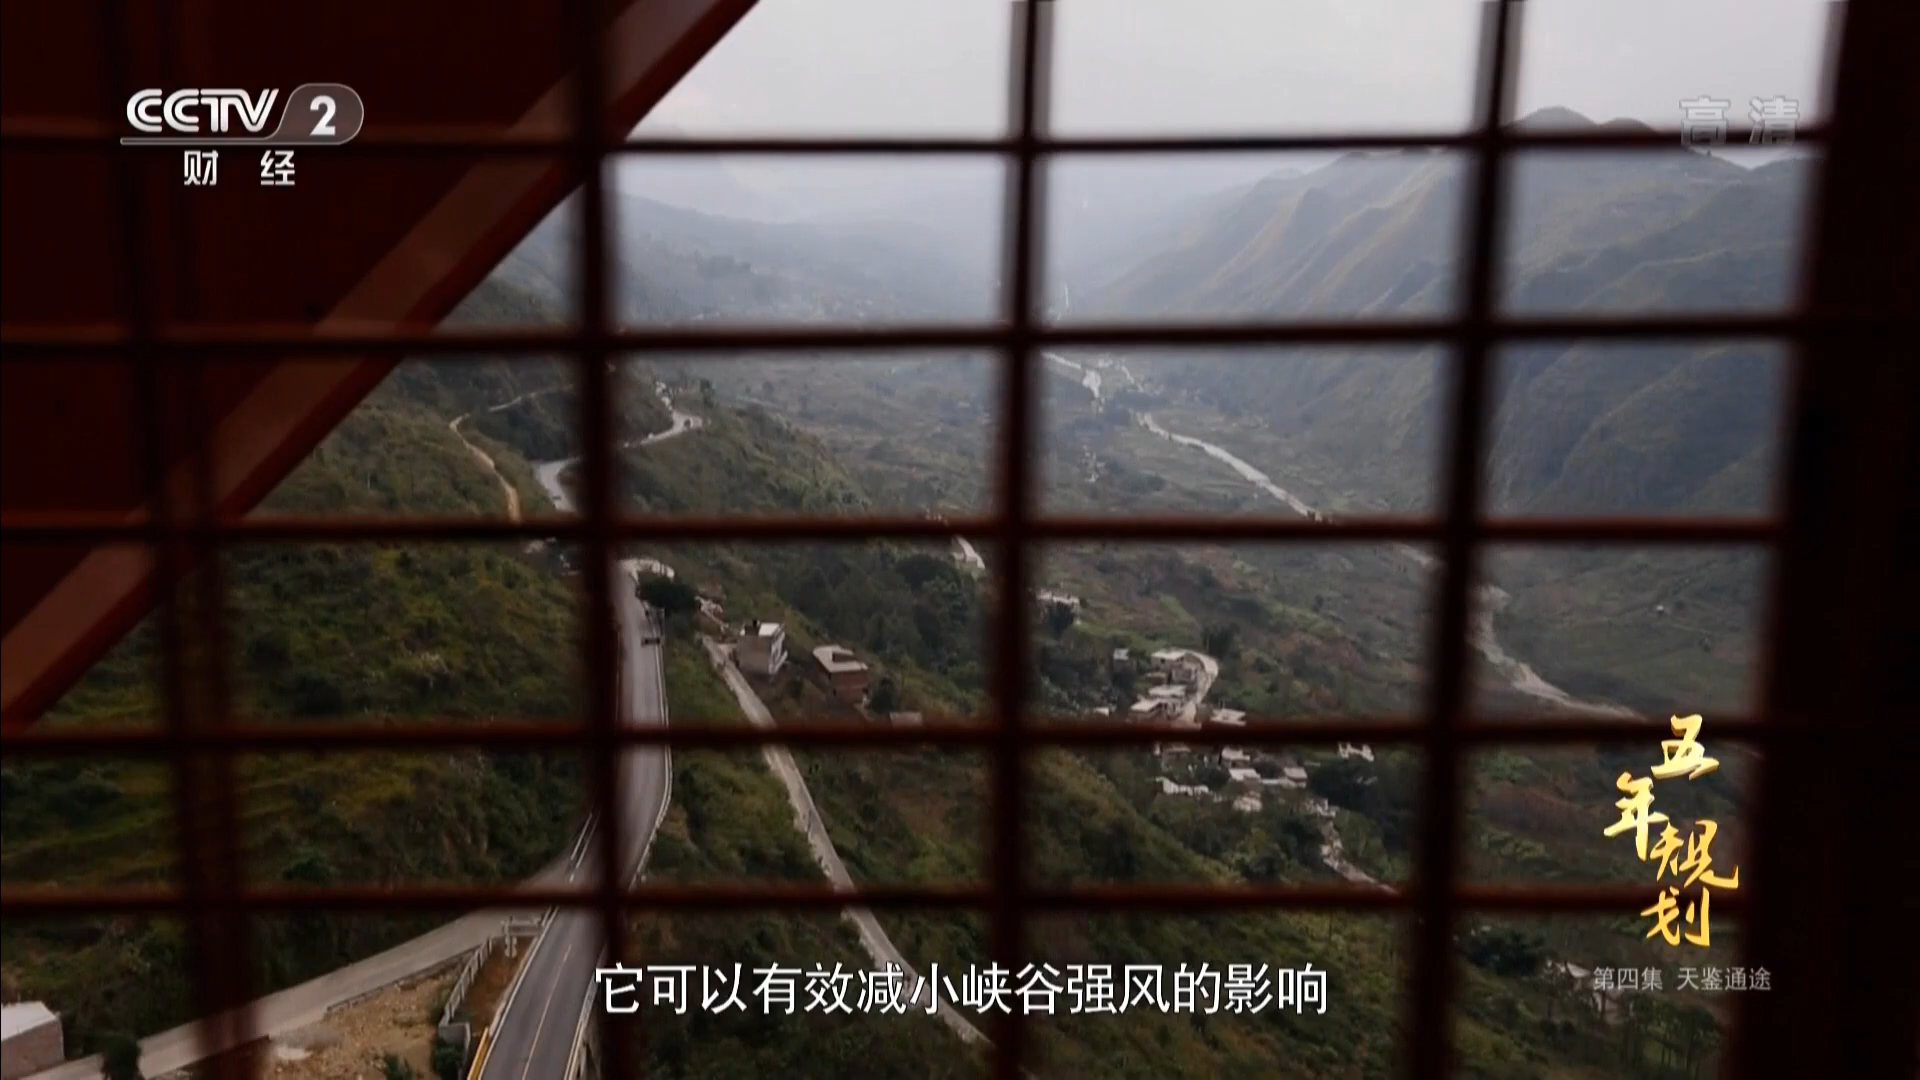 CCTV 2
财经
高清
五年规划
第四集 天鉴通途
它可以有效减小峡谷强风的影响